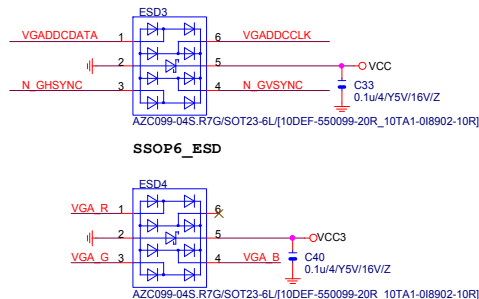 ESD3
VGADDCDATA 1 6 VGADDCCLK
2 5 VCC
N_GHSYNC 3 4 N_GVSYNC
C33
0.1u/4/Y5V/16V/Z
AZC099-04S.R7G/SOT23-6L/[10DEF-550099-20R_10TA1-0I8902-10R]
SSOP6_ESD
ESD4
VGA_R 1 6
2 5 VCC3
VGA_G 3 4 VGA_B
C40
0.1u/4/Y5V/16V/Z
AZC099-04S.R7G/SOT23-6L/[10DEF-550099-20R_10TA1-0I8902-10R]